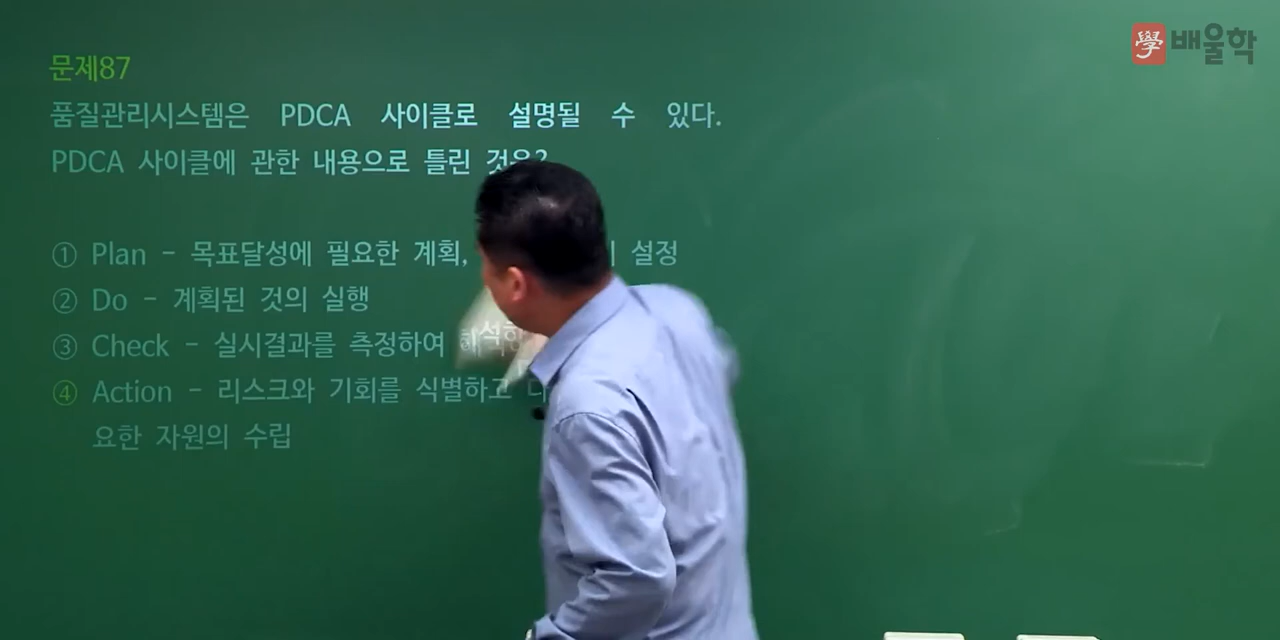 學 배울학
문제87
품질관리시스템은 PDCA 사이클로 설명될 수 있다.
PDCA 사이클에 관한 내용으로 틀린 것은?
① Plan - 목표달성에 필요한 계획, 설정
② Do - 계획된 것의 실행
③ Check - 실시결과를 측정하여
④ Action - 리스크와 기회를 식별하고
요한 자원의 수립